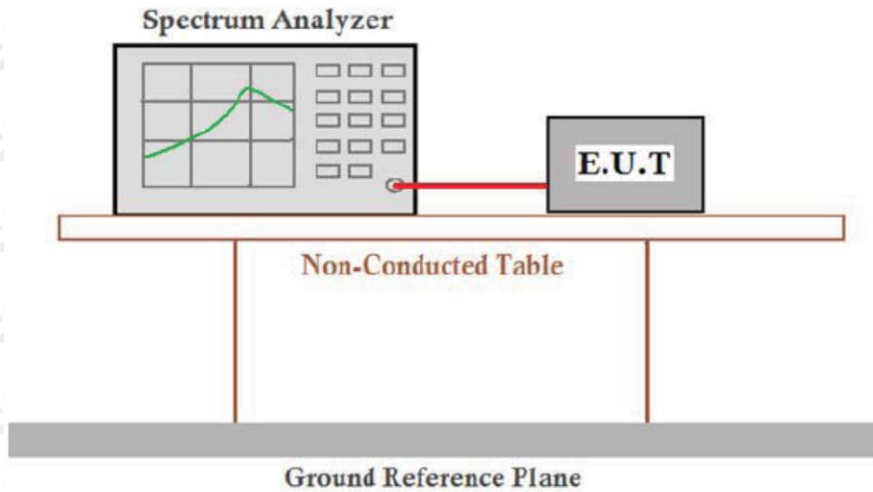 Spectrum Analyzer
E.U.T
Non-Conducted Table
Ground Reference Plane